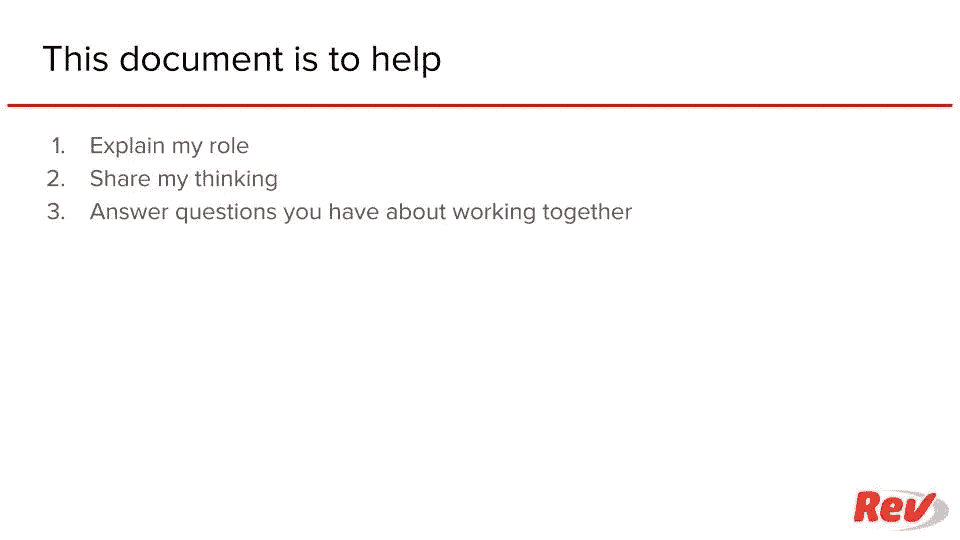 This document is to help
1. Explain my role
2. Share my thinking
3. Answer questions you have about working together
Rev